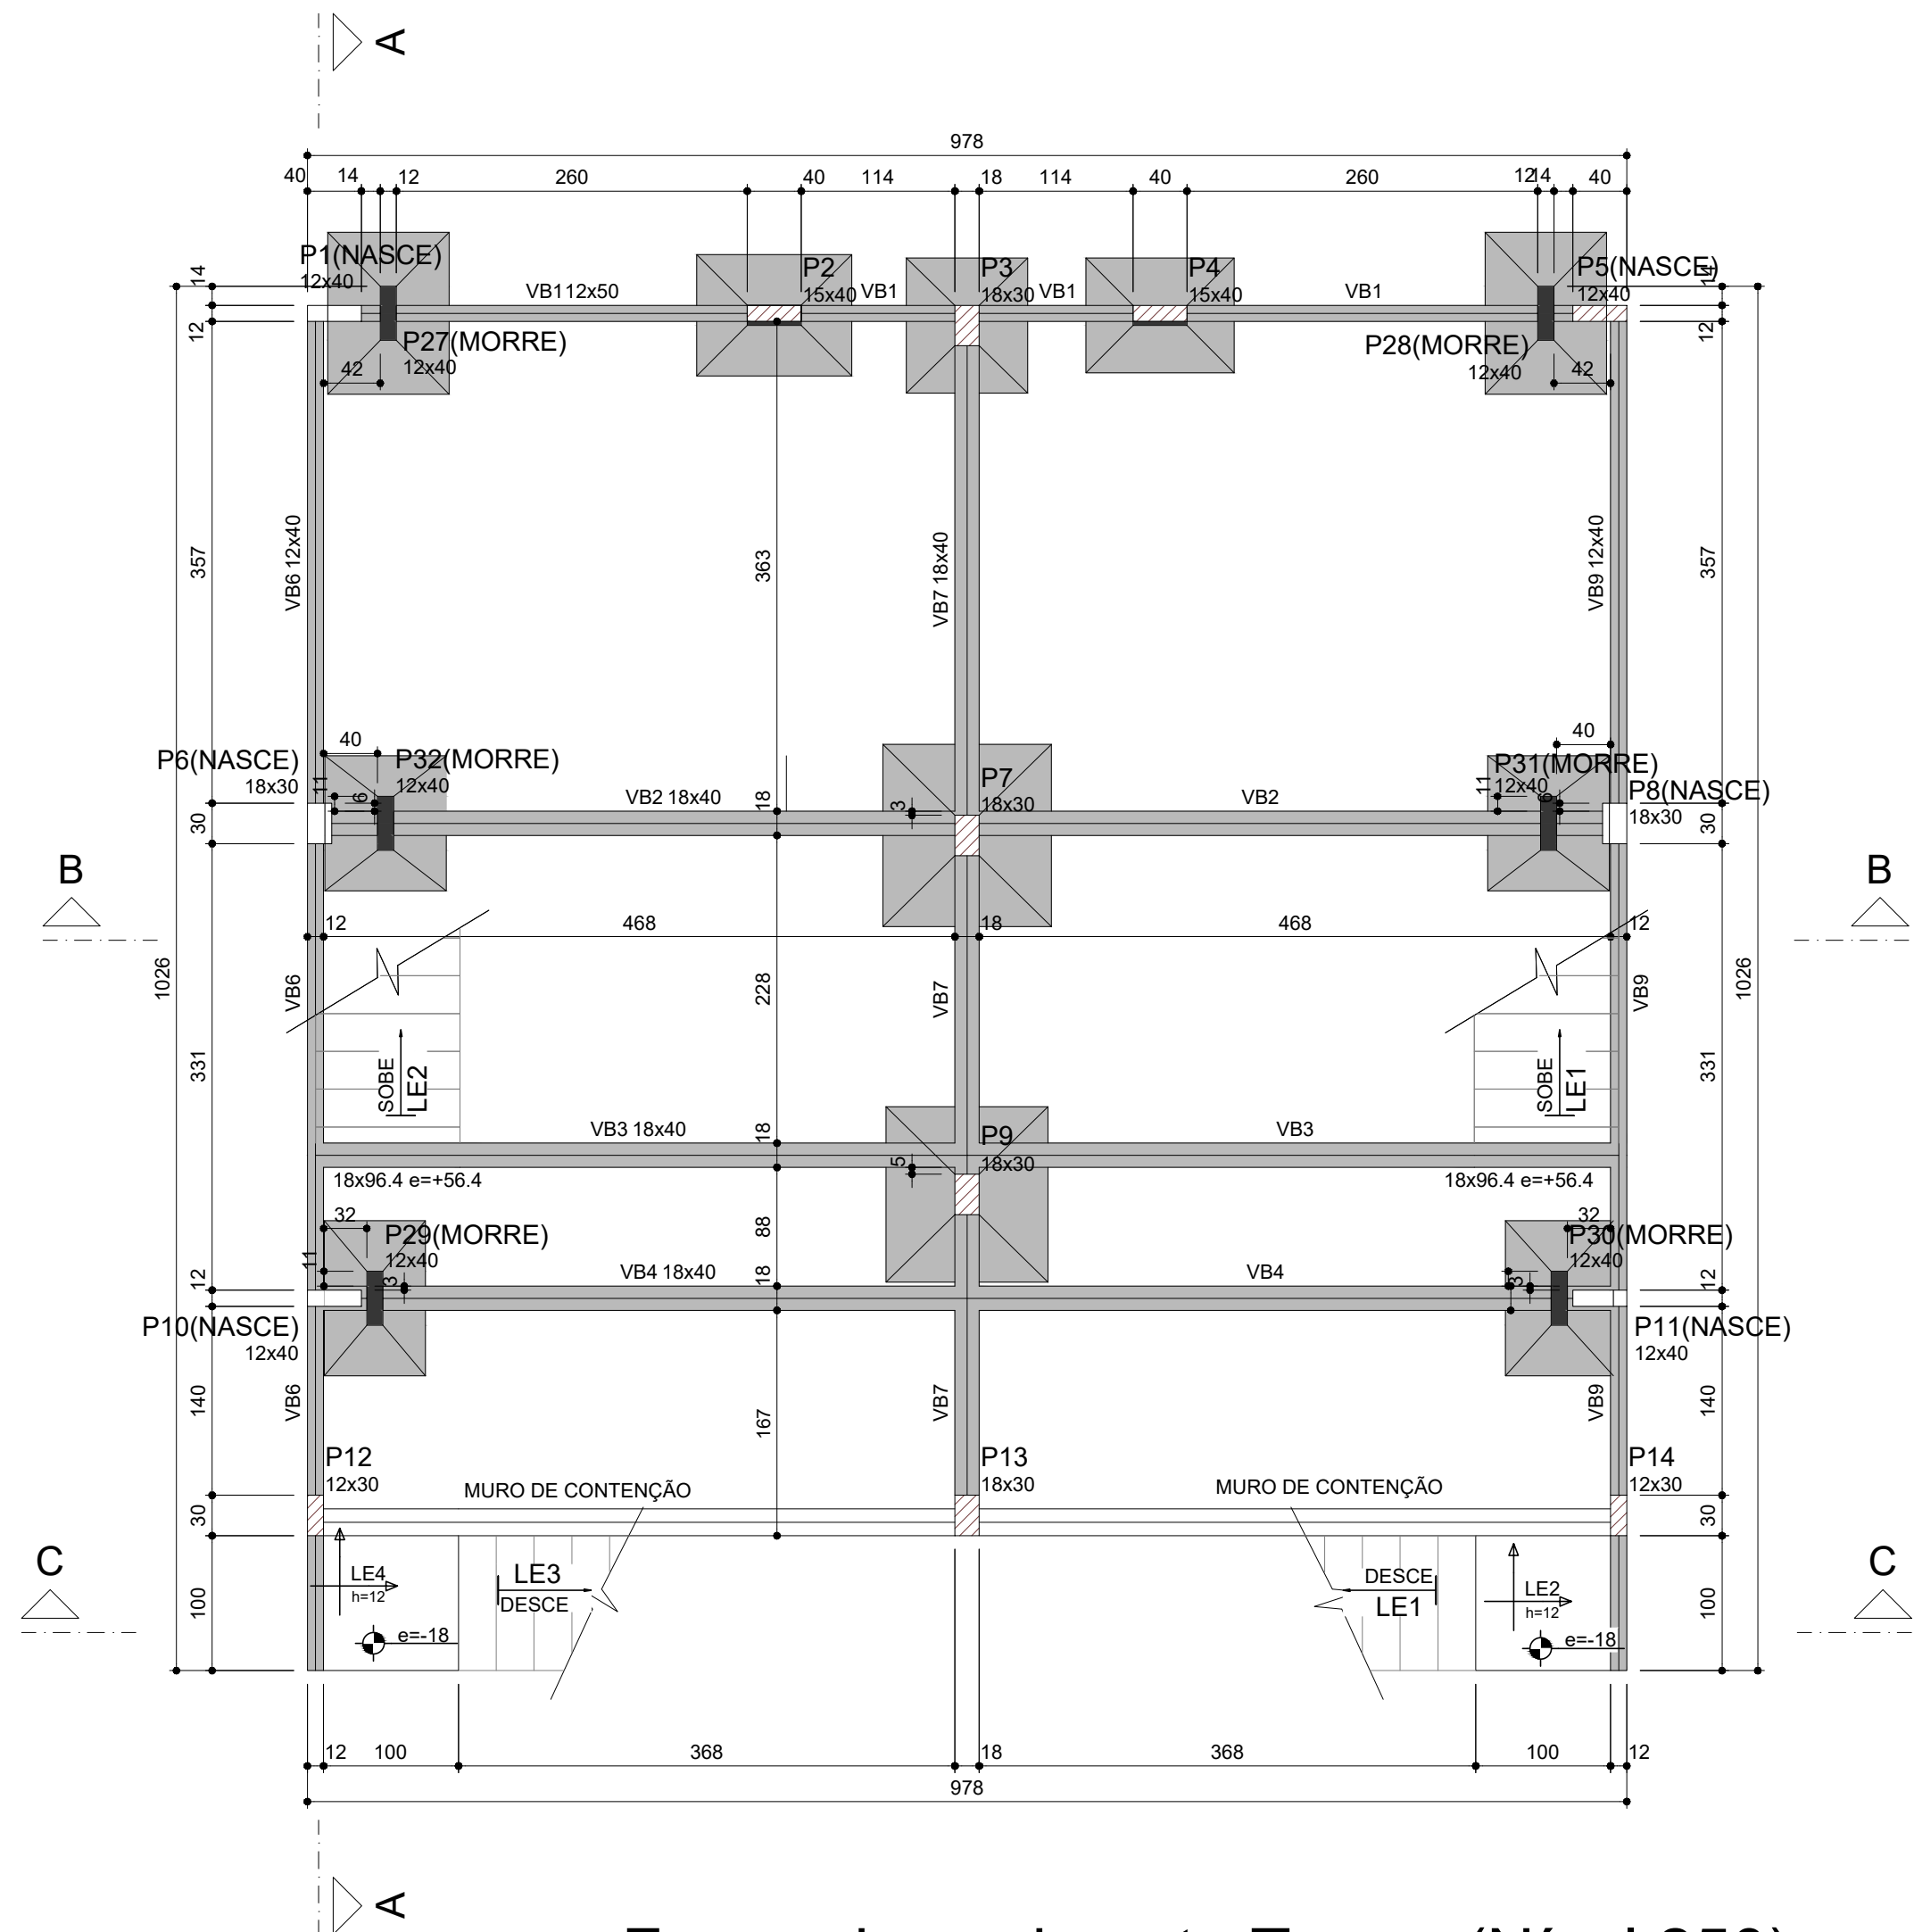 A
978
40 14 12 260 40 114 18 114 40 260 12 14 40
P1(NASCE)
12x40
P2
15x40
P3
18x30
P4
15x40
P5(NASCE)
12x40
14
14
VB112x50
VB1
VB1
VB1
12
12
P27(MORRE)
12x40
P28(MORRE)
12x40
42
42
357
VB6 12x40
363
VB7 18x40
VB9 12x40
357
40
40
P6(NASCE)
18x30
P32(MORRE)
12x40
11
6
P7
18x30
P31(MORRE)
12x40
11
6
P8(NASCE)
18x30
VB2 18x40
18
3
VB2
30
30
B
B
12 468 18 468 12
1026
VB6
228
VB7
VB9
1026
331
SOBE
LE2
SOBE
LE1
331
VB3 18x40
18
P9
18x30
5
VB3
18x96.4 e=+56.4
18x96.4 e=+56.4
32
32
P29(MORRE)
12x40
11
3
88
P30(MORRE)
12x40
3
12
VB4 18x40
18
VB4
12
P10(NASCE)
12x40
P11(NASCE)
12x40
140
VB6
167
VB7
VB9
140
P12
12x30
P13
18x30
P14
12x30
MURO DE CONTENÇÃO
MURO DE CONTENÇÃO
30
30
C
C
LE4
h=12
LE3
DESCE
DESCE
LE1
LE2
h=12
100
100
e=-18
e=-18
12 100 368 18 368 100 12
978
A